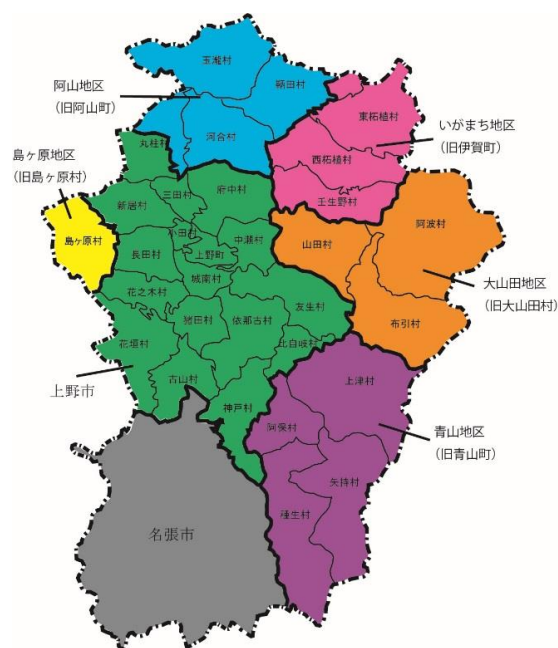 玉瀧村
鞆田村
阿山地区
（旧阿山町）
河合村
丸柱村
東柘植村
西柘植村
壬生野村
いがまち地区
（旧伊賀町）
島ヶ原地区
（旧島ヶ原村）
島ヶ原村
新居村
三田村
府中村
小田村
上野町
中瀬村
長田村
城南村
花之木村
友生村
猪田村
依那古村
比自岐村
花垣村
古山村
神戸村
上野市
山田村
阿波村
布引村
大山田地区
（旧大山田村）
上津村
阿保村
矢持村
種生村
青山地区
（旧青山町）
名張市